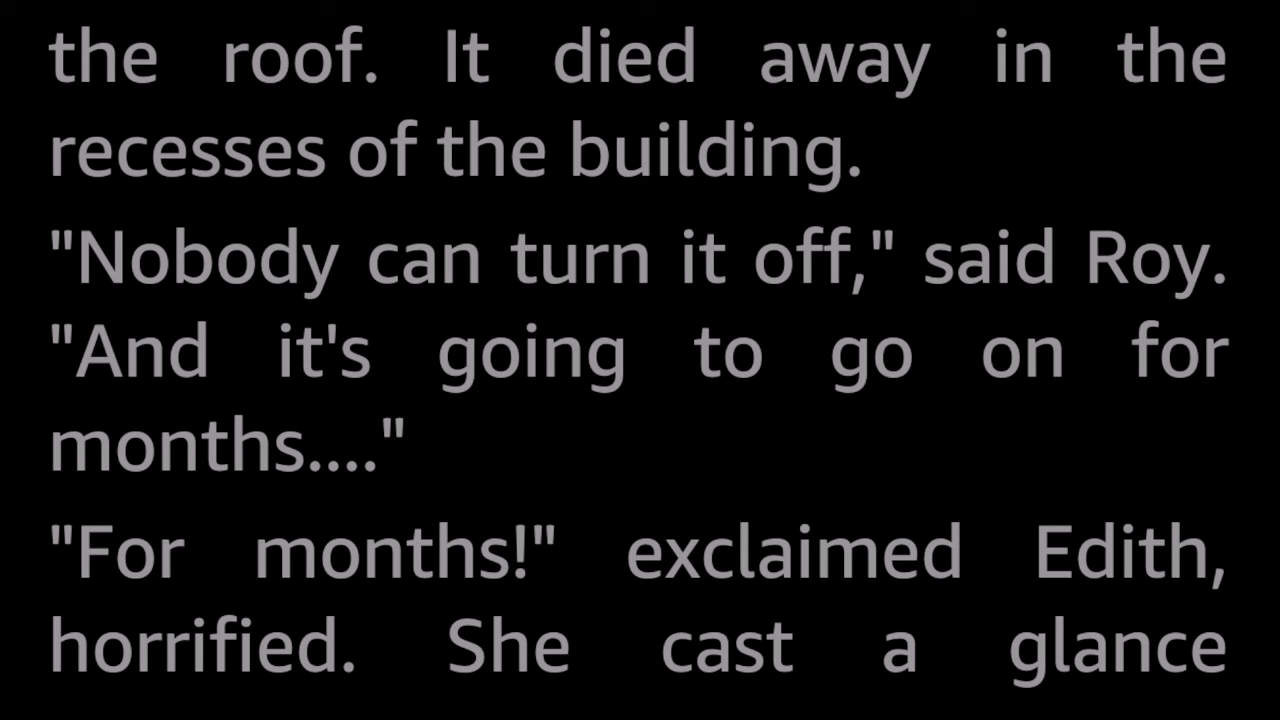 the roof. It died away in the
recesses of the building.
"Nobody can turn it off," said Roy.
"And it's going to go on for
months...."
"For months!" exclaimed Edith,
horrified. She cast a glance